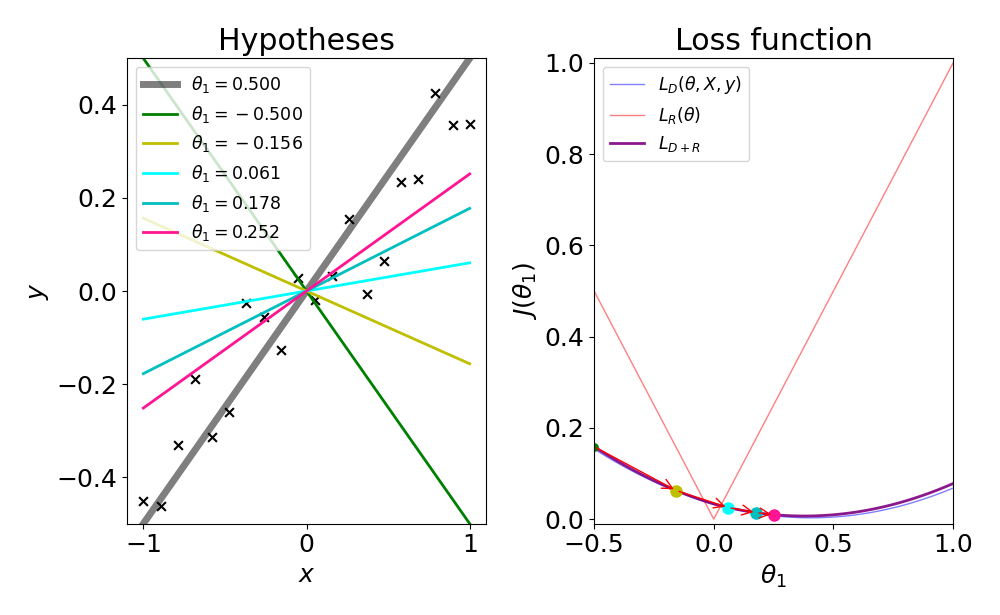 Hypotheses
θ₁ = 0.500
θ₁ = −0.500
θ₁ = −0.156
θ₁ = 0.061
θ₁ = 0.178
θ₁ = 0.252
0.4
0.2
0.0
−0.2
−0.4
y
−1
0
1
x
Loss function
L_D(θ, X, y)
L_R(θ)
L_{D+R}
1.0
0.8
0.6
0.4
0.2
0.0
J(θ₁)
−0.5
0.0
0.5
1.0
θ₁